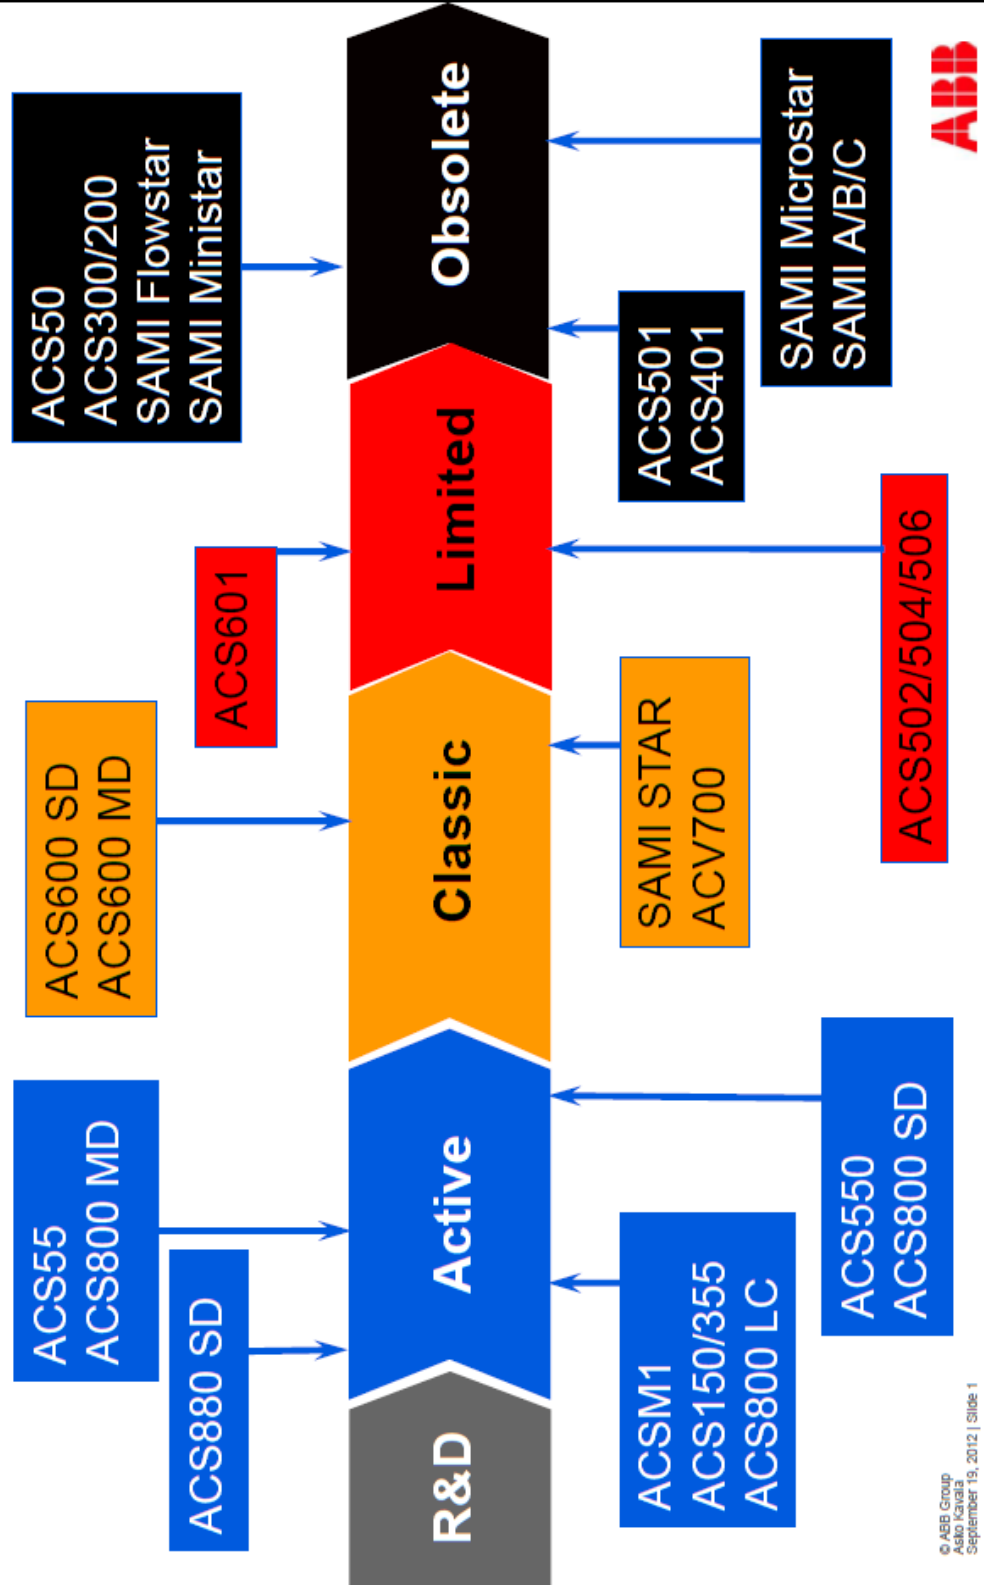 ACS55
ACS800 MD
ACS880 SD
ACS600 SD
ACS600 MD
ACS601
ACS50
ACS300/200
SAMI Flowstar
SAMI Ministar
R&D
Active
Classic
Limited
Obsolete
ACSM1
ACS150/355
ACS800 LC
ACS550
ACS800 SD
SAMI STAR
ACV700
ACS502/504/506
ACS501
ACS401
SAMI Microstar
SAMI A/B/C
© ABB Group
Asko Kavala
September 19, 2012 | Slide 1
ABB